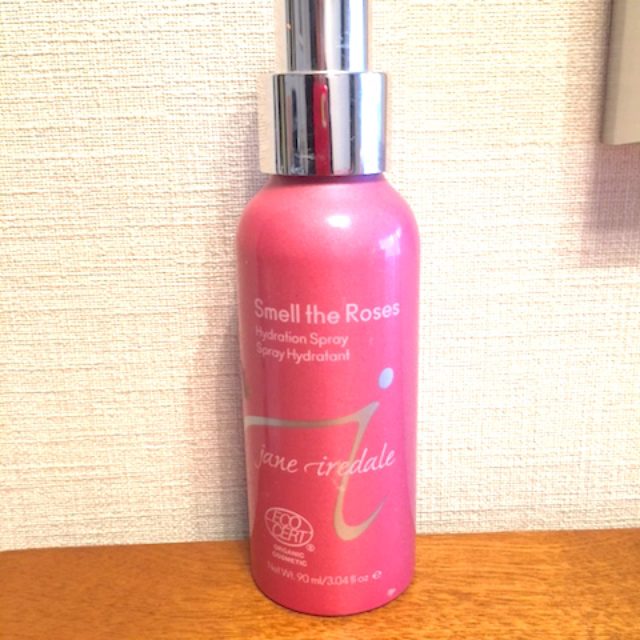 Smell the Roses
Hydration Spray
Spray Hydratant
jane iredale
ECO
CERT
ORGANIC
COSMETIC
Net Wt. 90 ml/3.04 fl oz e